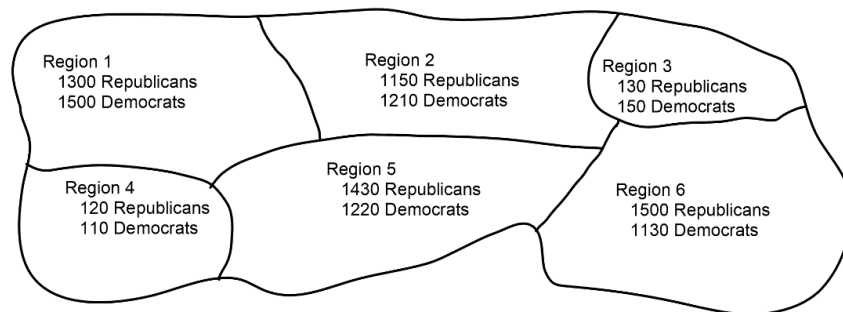 Region 1
1300 Republicans
1500 Democrats
Region 2
1150 Republicans
1210 Democrats
Region 3
130 Republicans
150 Democrats
Region 4
120 Republicans
110 Democrats
Region 5
1430 Republicans
1220 Democrats
Region 6
1500 Republicans
1130 Democrats